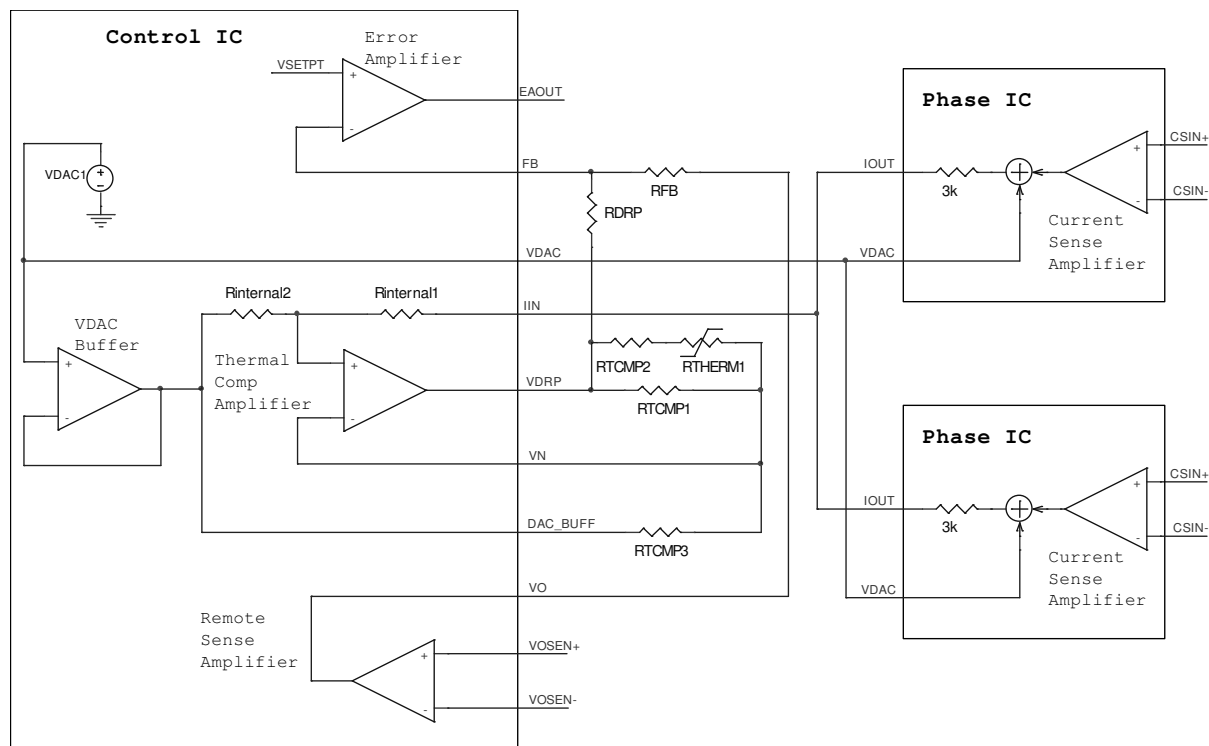 Control IC
Error
Amplifier
VSETPT
+
-
EAOUT
VDAC1
+
-
FB
RFB
RDRP
VDAC
Rinternal2
Rinternal1
IIN
VDAC
Buffer
+
-
Thermal
Comp
Amplifier
+
-
RTCMP2
RTHERM1
VDRP
RTCMP1
VN
DAC_BUFF
RTCMP3
VO
Remote
Sense
Amplifier
+
-
VOSEN+
VOSEN-
Phase IC
IOUT
3k
+
-
CSIN+
CSIN-
VDAC
Current
Sense
Amplifier
Phase IC
IOUT
3k
+
-
CSIN+
CSIN-
VDAC
Current
Sense
Amplifier